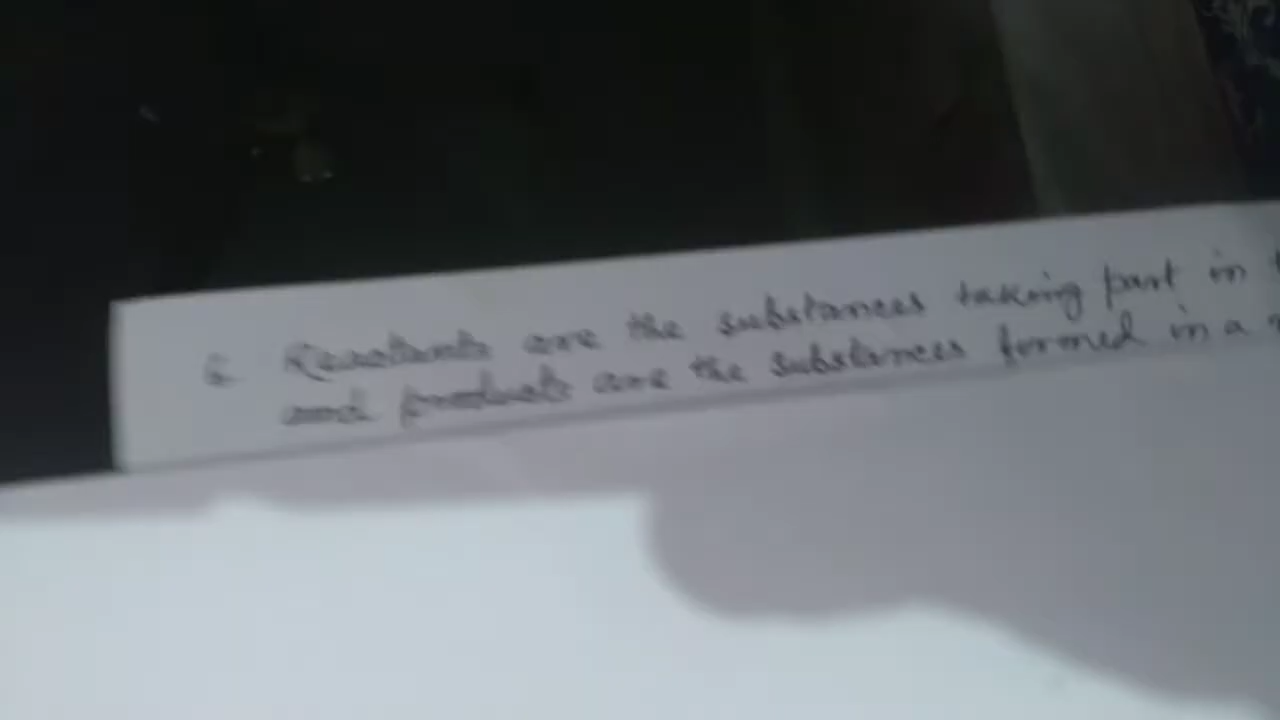 6 Reactants are the substances taking part in
and products are the substances formed in a